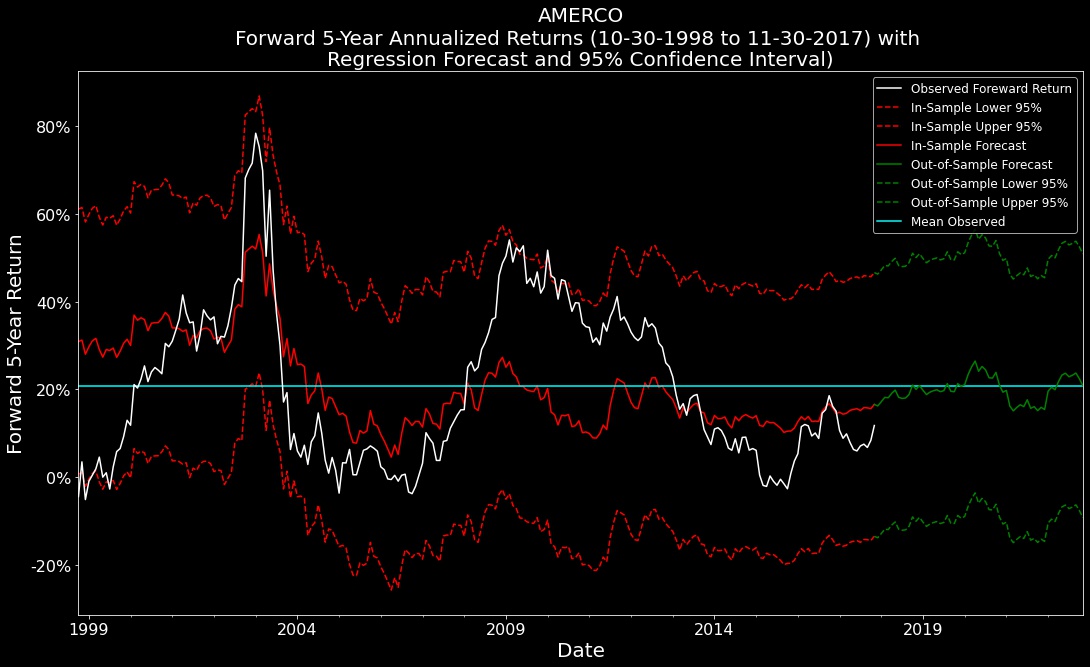 AMERCO
Forward 5-Year Annualized Returns (10-30-1998 to 11-30-2017) with
Regression Forecast and 95% Confidence Interval)
Observed Foreward Return
In-Sample Lower 95%
In-Sample Upper 95%
In-Sample Forecast
Out-of-Sample Forecast
Out-of-Sample Lower 95%
Out-of-Sample Upper 95%
Mean Observed
Forward 5-Year Return
80%
60%
40%
20%
0%
-20%
1999
2004
2009
2014
2019
Date